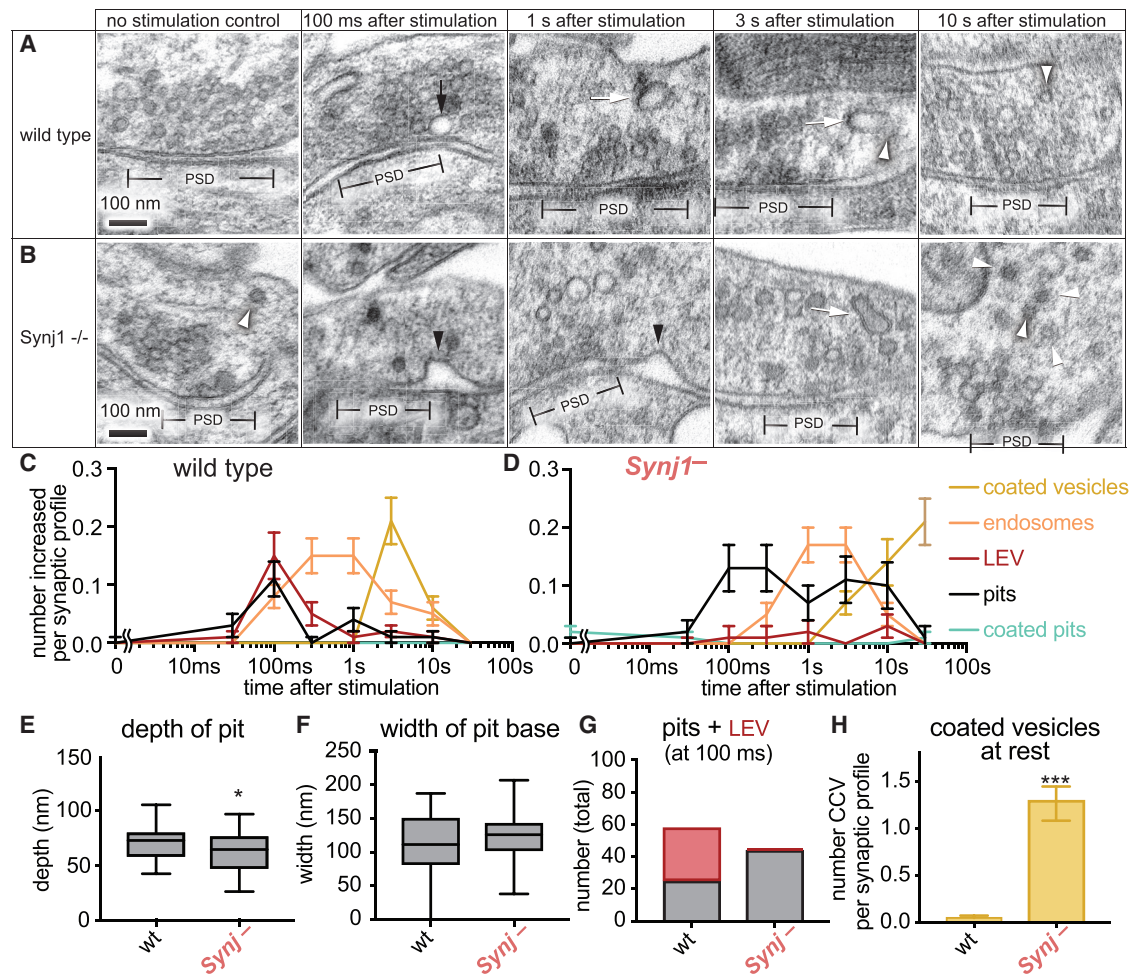 no stimulation control
100 ms after stimulation
1 s after stimulation
3 s after stimulation
10 s after stimulation
A
wild type
PSD
100 nm
PSD
PSD
PSD
PSD
B
Synj1 -/-
PSD
100 nm
PSD
PSD
PSD
PSD
C
wild type
0.3
0.2
0.1
0.0
number increased
per synaptic profile
0
10ms
100ms
1s
10s
100s
time after stimulation
D
Synj1–
0.3
0.2
0.1
0.0
0
10ms
100ms
1s
10s
100s
time after stimulation
coated vesicles
endosomes
LEV
pits
coated pits
E
depth of pit
150
100
50
0
depth (nm)
*
wt
Synj–
F
width of pit base
250
200
150
100
50
0
width (nm)
wt
Synj–
G
pits + LEV
(at 100 ms)
100
80
60
40
20
0
number (total)
wt
Synj–
H
coated vesicles
at rest
1.5
1.0
0.5
0.0
number CCV
per synaptic profile
***
wt
Synj–